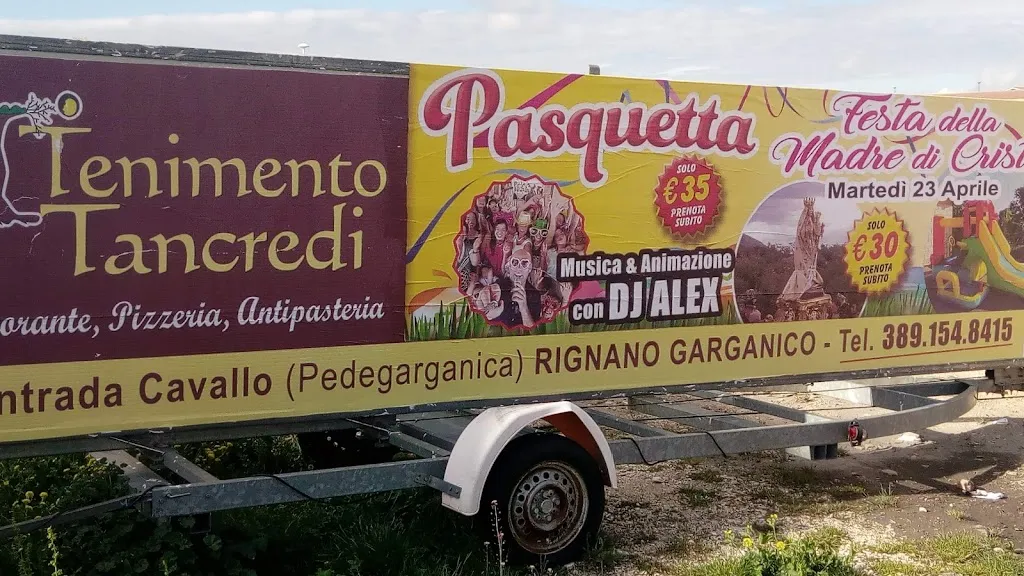 Tenimento
Tancredi
orante, Pizzeria, Antipasteria
Pasquetta
SOLO
€ 35
PRENOTA
SUBITO
Musica & Animazione
con DJ ALEX
Festa della
Madre di Crist
Martedì 23 Aprile
SOLO
€ 30
PRENOTA
SUBITO
ntrada Cavallo (Pedegarganica) RIGNANO GARGANICO - Tel. 389.154.8415